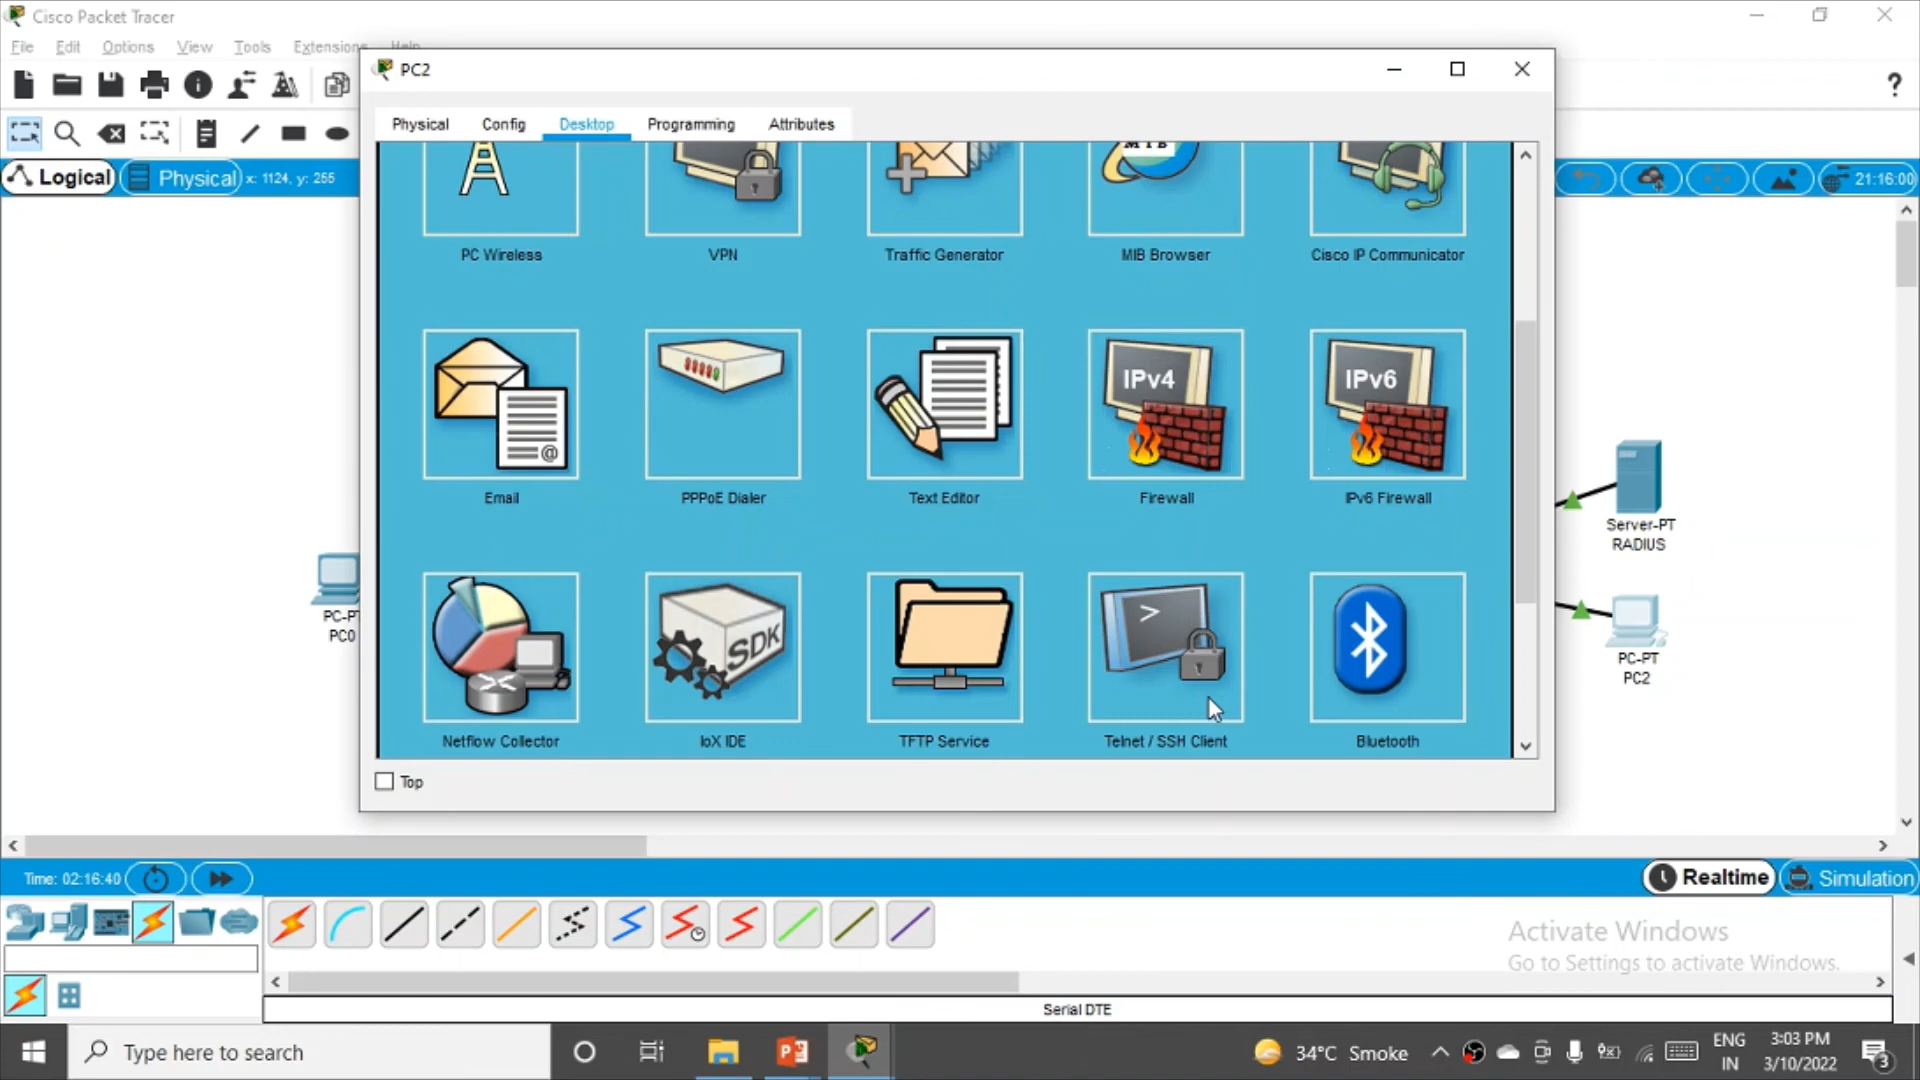 Cisco Packet Tracer
File Edit Options View Tools Extensions Help
PC2
Physical Config Desktop Programming Attributes
Logical Physical x: 1124, y: 255
21:16:00
MIB
PC Wireless VPN Traffic Generator MIB Browser Cisco IP Communicator
IPv4 IPv6
@
Email PPPoE Dialer Text Editor Firewall IPv6 Firewall
SDK
>
Netflow Collector IoX IDE TFTP Service Telnet / SSH Client Bluetooth
Top
PC-PT
PC0
Server-PT
RADIUS
PC-PT
PC2
Time: 02:16:40
Realtime Simulation
Activate Windows
Go to Settings to activate Windows.
Serial DTE
Type here to search
34°C Smoke
ENG
IN
3:03 PM
3/10/2022
3